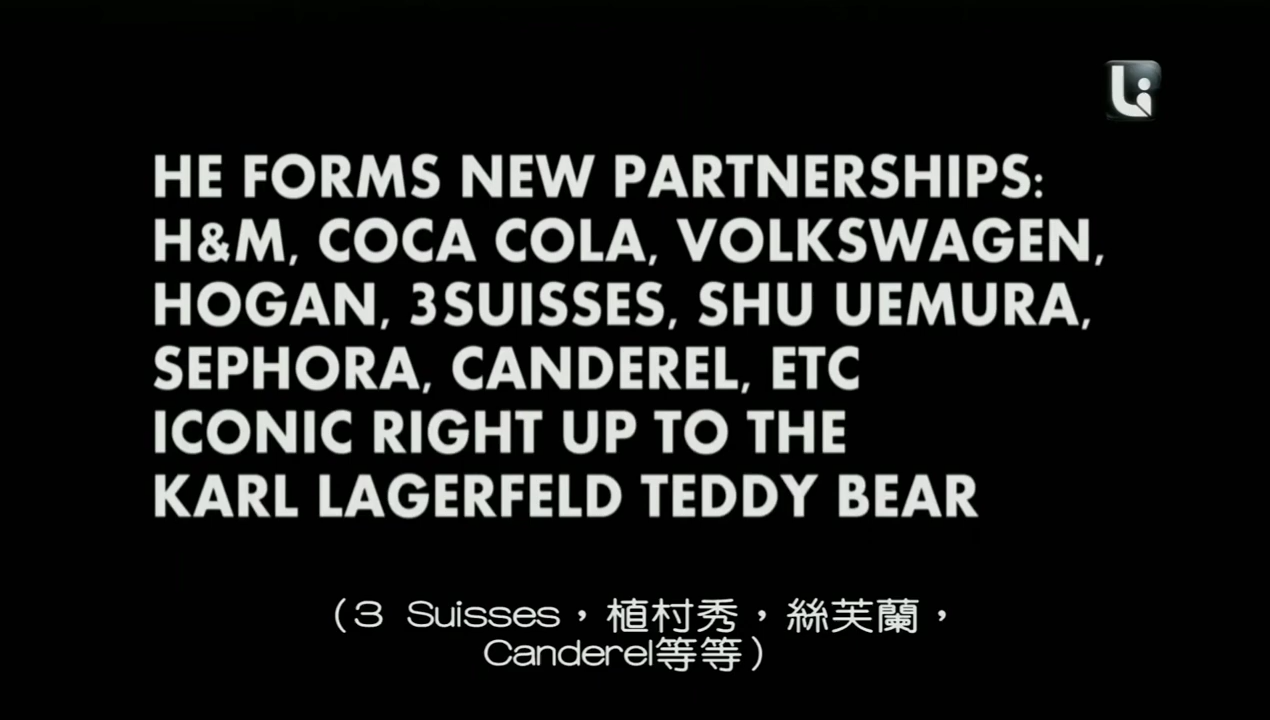 HE FORMS NEW PARTNERSHIPS:
H&M, COCA COLA, VOLKSWAGEN,
HOGAN, 3SUISSES, SHU UEMURA,
SEPHORA, CANDEREL, ETC
ICONIC RIGHT UP TO THE
KARL LAGERFELD TEDDY BEAR
（3 Suisses，植村秀，絲芙蘭，
Canderel等等）